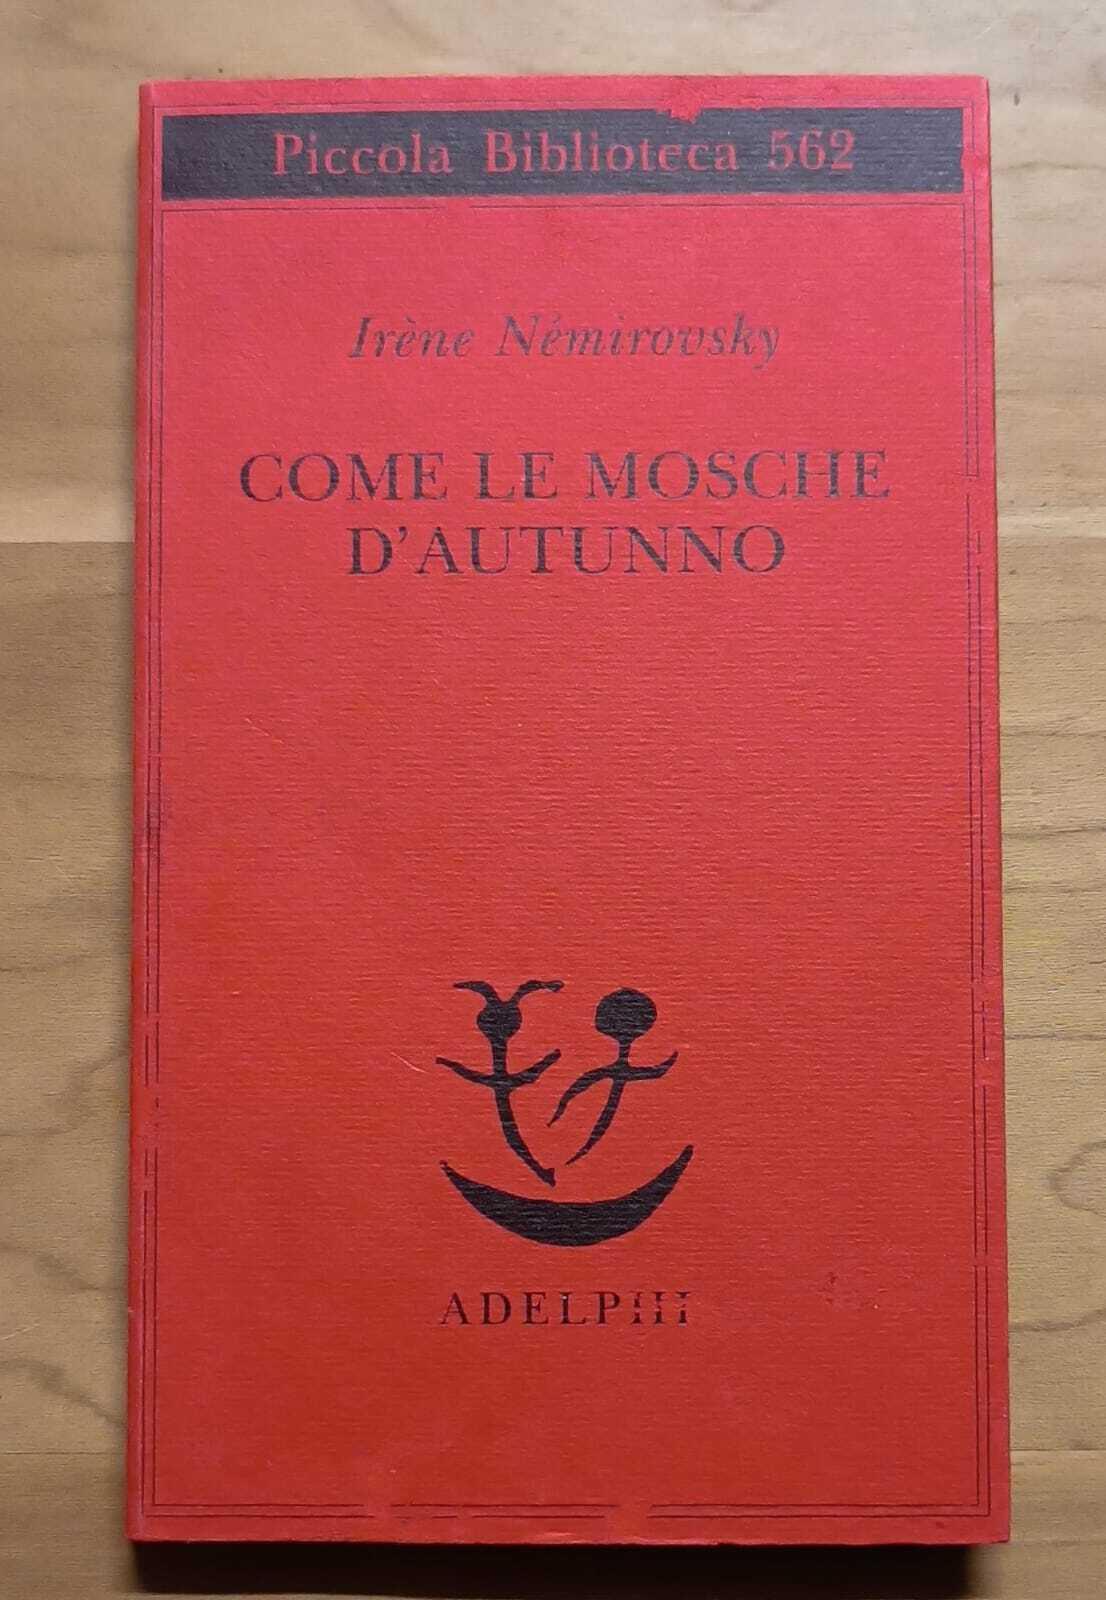 Piccola Biblioteca 562
Irène Némirovsky
COME LE MOSCHE
D'AUTUNNO
ADELPHI